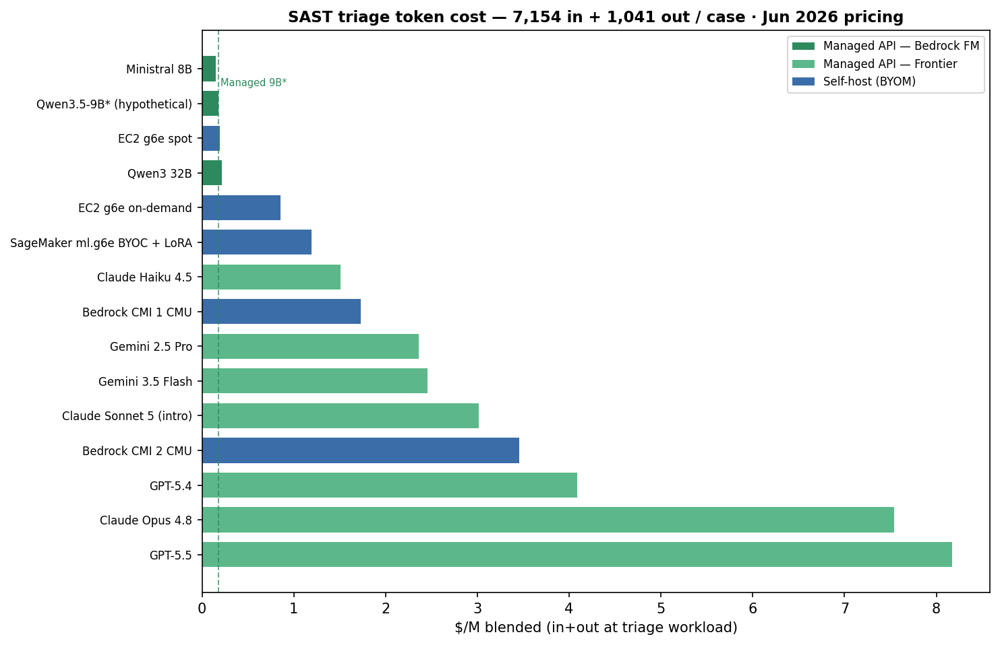 SAST triage token cost — 7,154 in + 1,041 out / case · Jun 2026 pricing
Managed API — Bedrock FM
Managed API — Frontier
Self-host (BYOM)
Ministral 8B
Managed 9B*
Qwen3.5-9B* (hypothetical)
EC2 g6e spot
Qwen3 32B
EC2 g6e on-demand
SageMaker ml.g6e BYOC + LoRA
Claude Haiku 4.5
Bedrock CMI 1 CMU
Gemini 2.5 Pro
Gemini 3.5 Flash
Claude Sonnet 5 (intro)
Bedrock CMI 2 CMU
GPT-5.4
Claude Opus 4.8
GPT-5.5
0 1 2 3 4 5 6 7 8
$/M blended (in+out at triage workload)